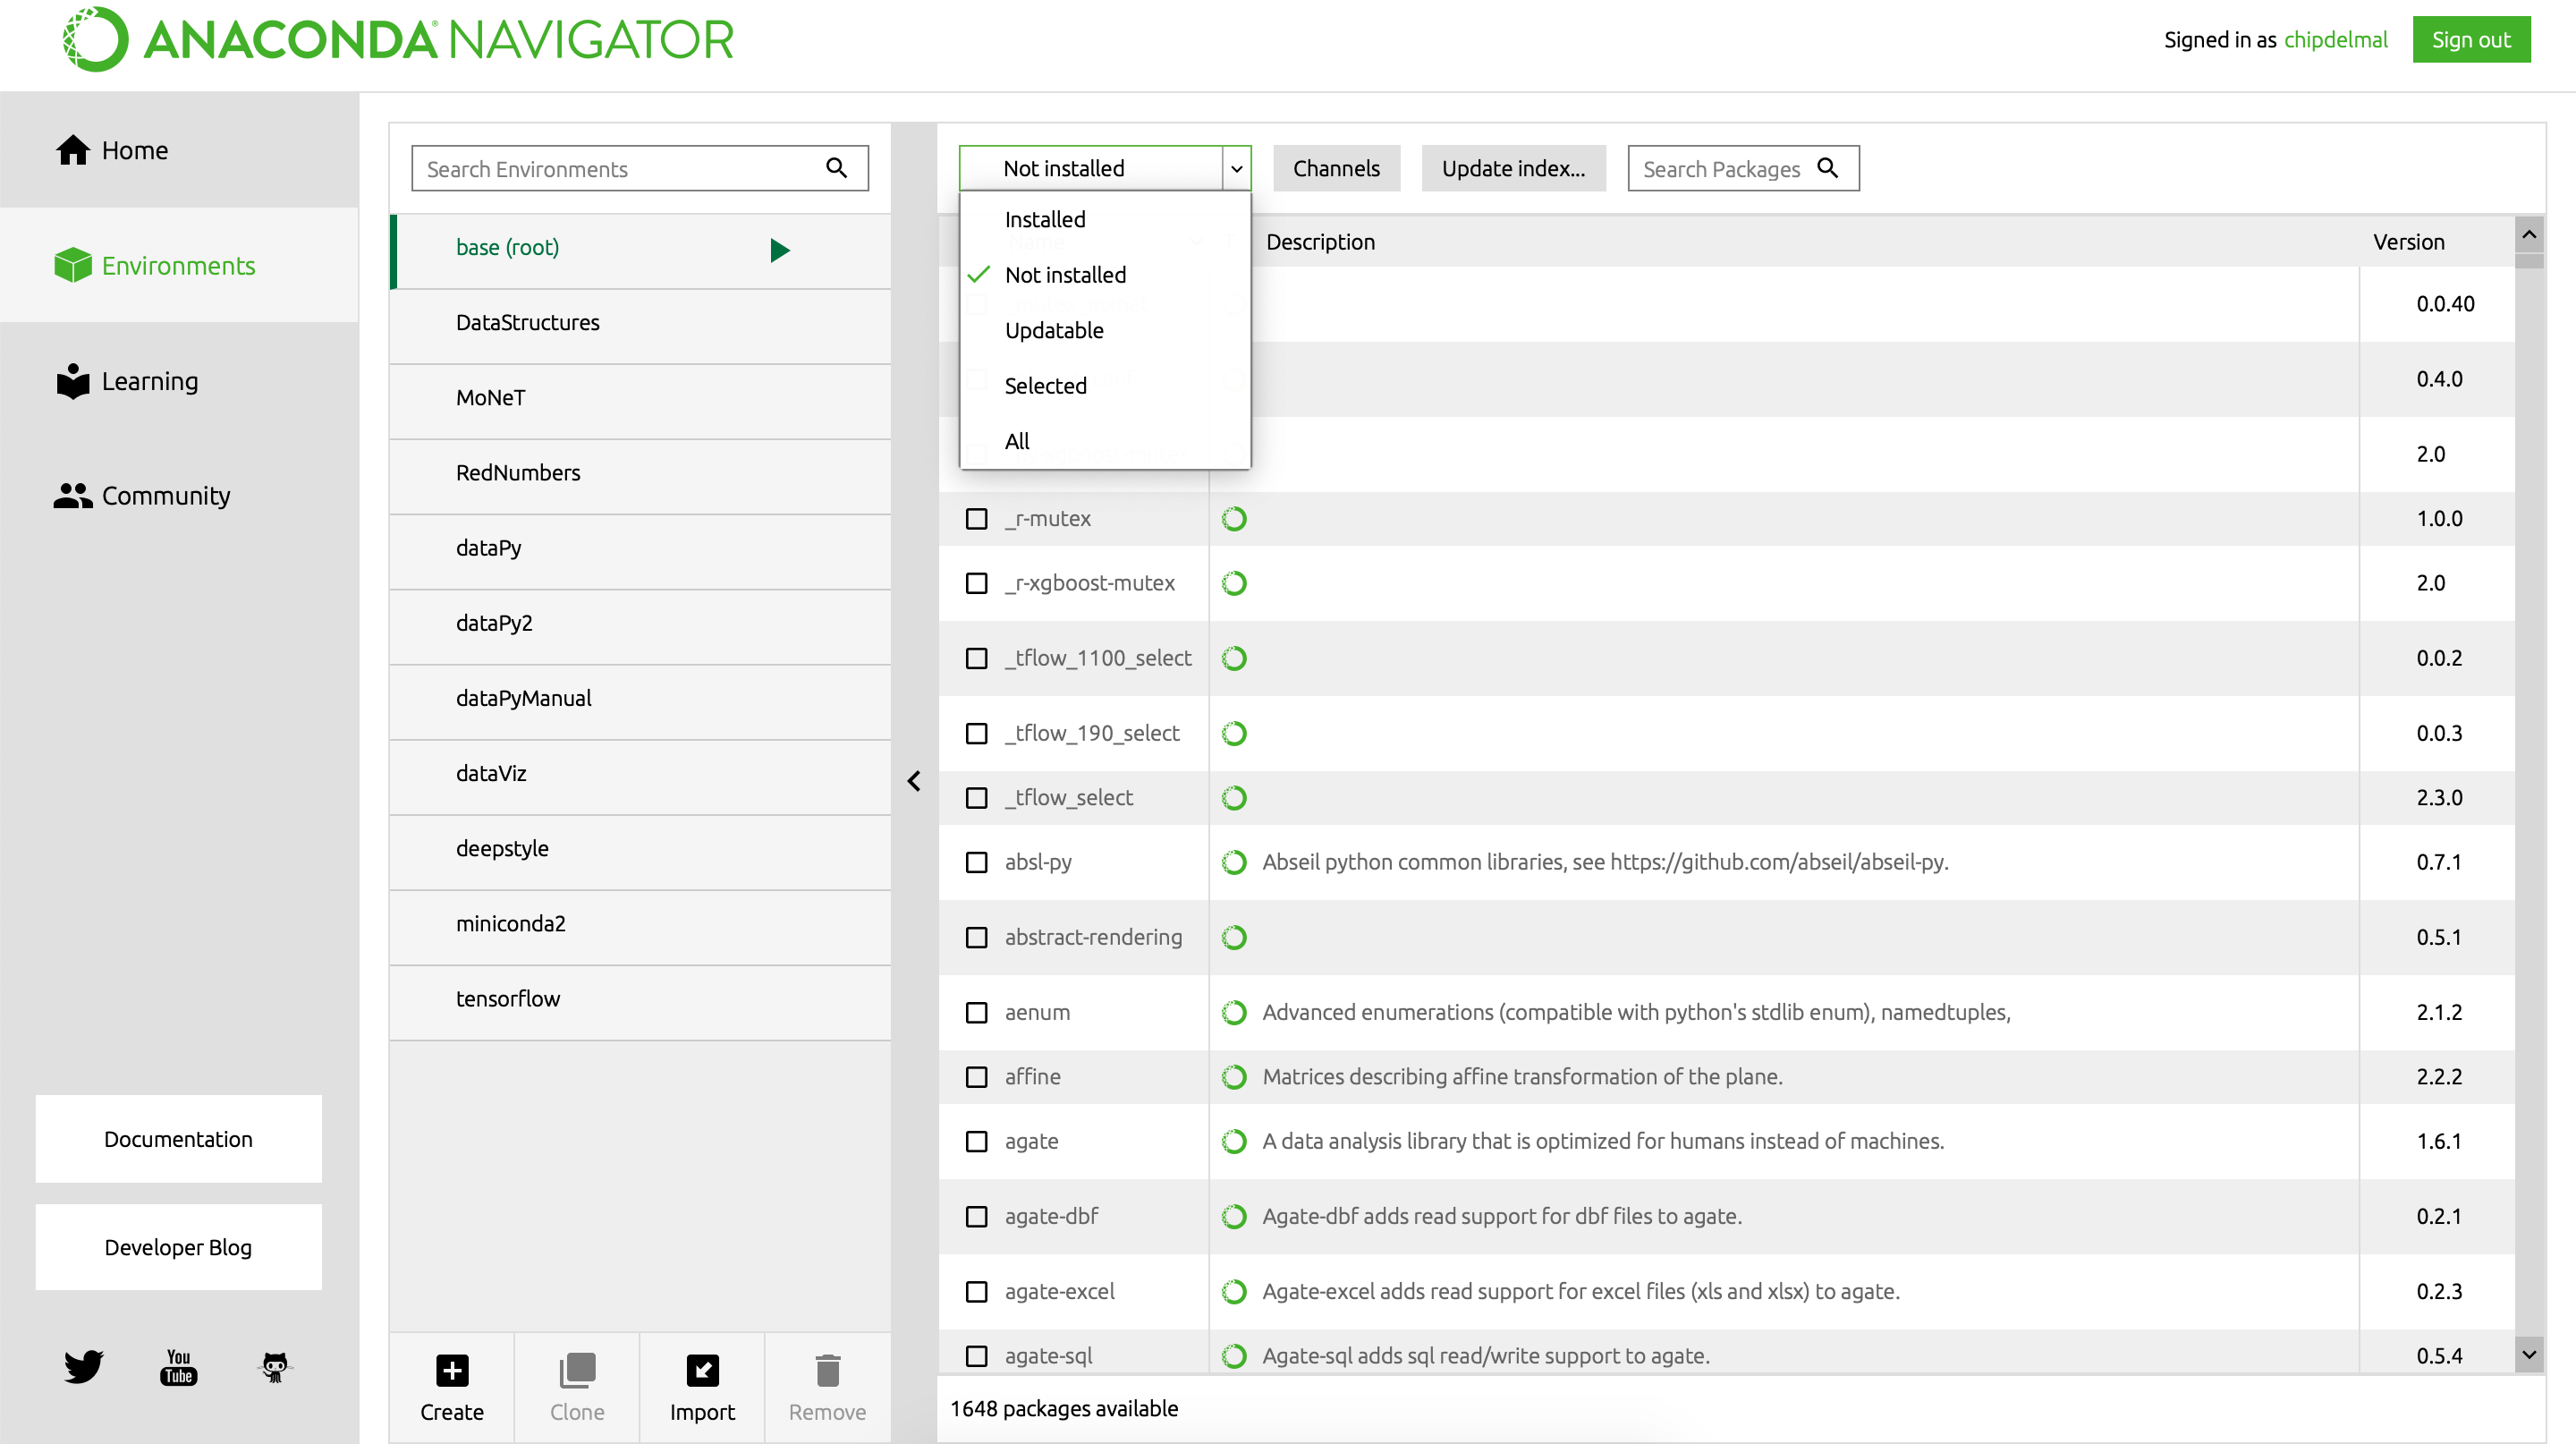 ANACONDA NAVIGATOR
Signed in as chipdelmal
Sign out
Home
Environments
Learning
Community
Documentation
Developer Blog
You
Tube
Search Environments
base (root)
DataStructures
MoNeT
RedNumbers
dataPy
dataPy2
dataPyManual
dataViz
deepstyle
miniconda2
tensorflow
Create
Clone
Import
Remove
Not installed
Channels
Update index...
Search Packages
Installed
Not installed
Updatable
Selected
All
Name
Description
Version
0.0.40
0.4.0
2.0
_r-mutex 1.0.0
_r-xgboost-mutex 2.0
_tflow_1100_select 0.0.2
_tflow_190_select 0.0.3
_tflow_select 2.3.0
absl-py Abseil python common libraries, see https://github.com/abseil/abseil-py. 0.7.1
abstract-rendering 0.5.1
aenum Advanced enumerations (compatible with python's stdlib enum), namedtuples, 2.1.2
affine Matrices describing affine transformation of the plane. 2.2.2
agate A data analysis library that is optimized for humans instead of machines. 1.6.1
agate-dbf Agate-dbf adds read support for dbf files to agate. 0.2.1
agate-excel Agate-excel adds read support for excel files (xls and xlsx) to agate. 0.2.3
agate-sql Agate-sql adds sql read/write support to agate. 0.5.4
1648 packages available